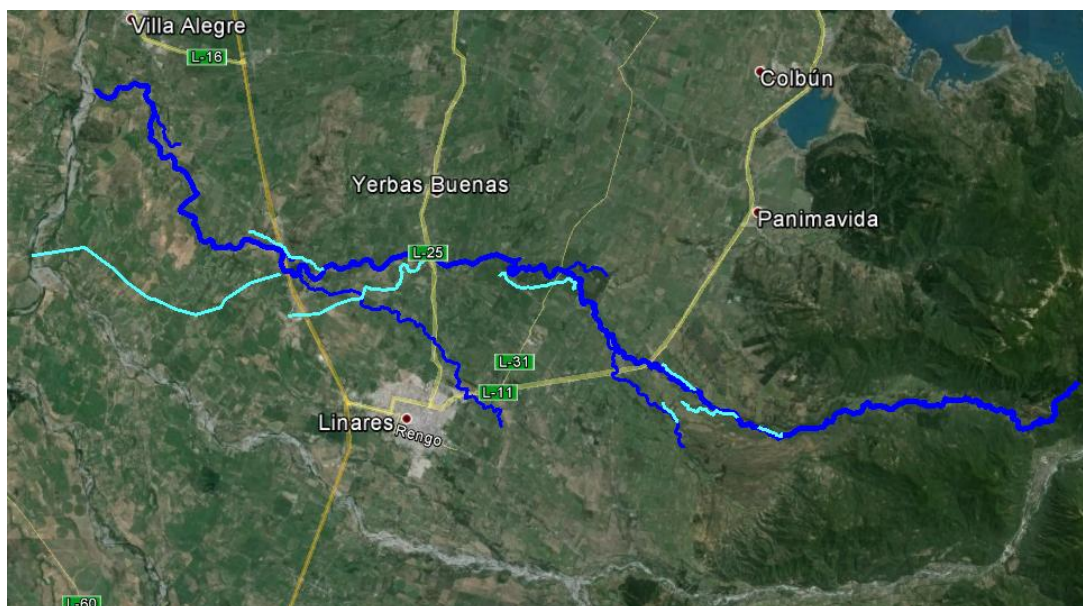 Villa Alegre
L-16
Colbún
Yerbas Buenas
Panimavida
L-25
L-31
L-11
Linares
Rengo
L-60